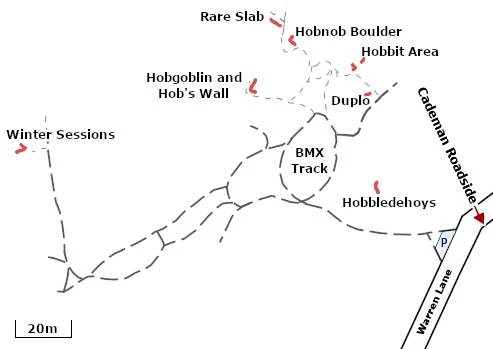 Rare Slab
Hobnob Boulder
Hobbit Area
Hobgoblin and
Hob's Wall
Duplo
Cademan Roadside
Winter Sessions
BMX
Track
Hobbledehoys
P
Warren Lane
20m